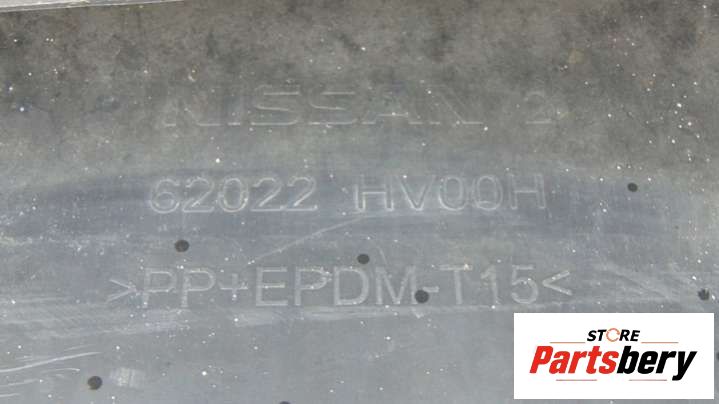 NISSAN 2
62022 HV00H
>PP+EPDM-T15<
STORE
Partsbery